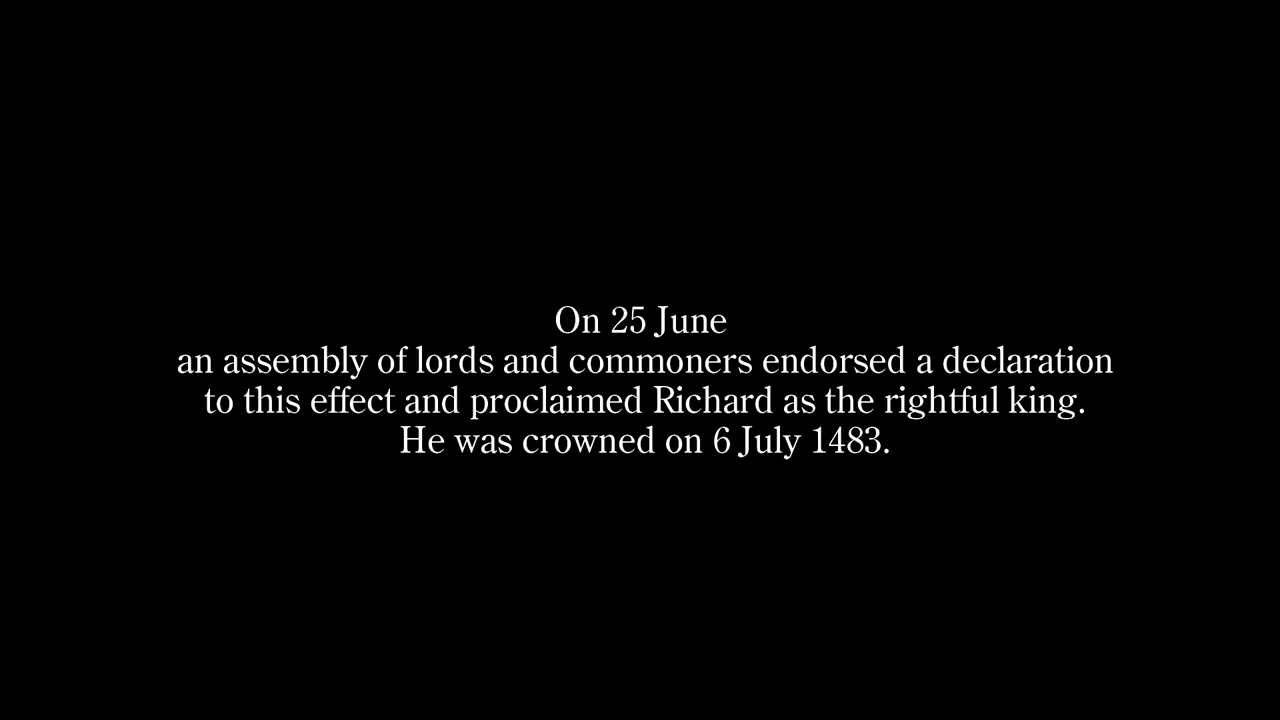 On 25 June
an assembly of lords and commoners endorsed a declaration
to this effect and proclaimed Richard as the rightful king.
He was crowned on 6 July 1483.